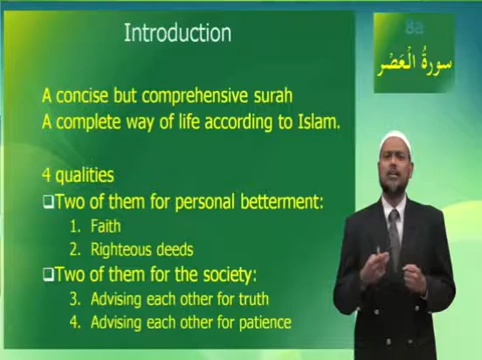 Introduction
8a
سورةُ الْعَصْر
A concise but comprehensive surah
A complete way of life according to Islam.
4 qualities
Two of them for personal betterment:
1. Faith
2. Righteous deeds
Two of them for the society:
3. Advising each other for truth
4. Advising each other for patience